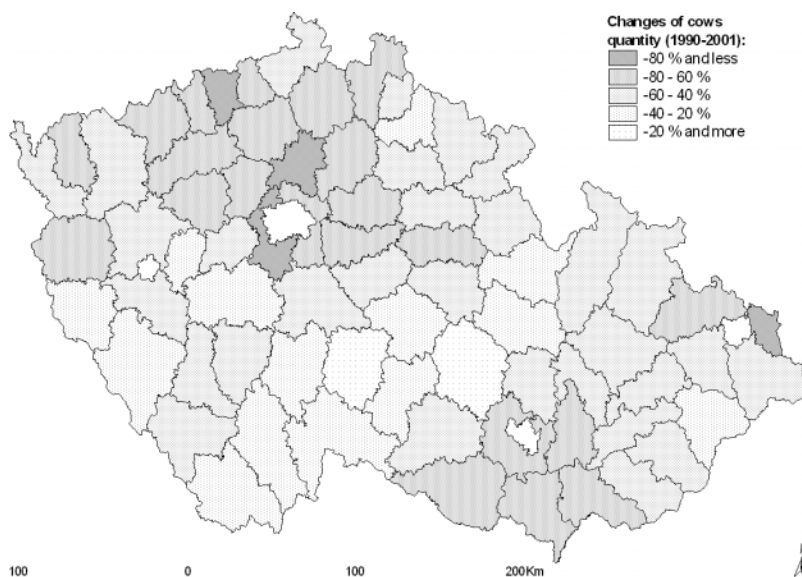 Changes of cows
quantity (1990-2001):
-80 % and less
-80 - 60 %
-60 - 40 %
-40 - 20 %
-20 % and more
100 0 100 200Km